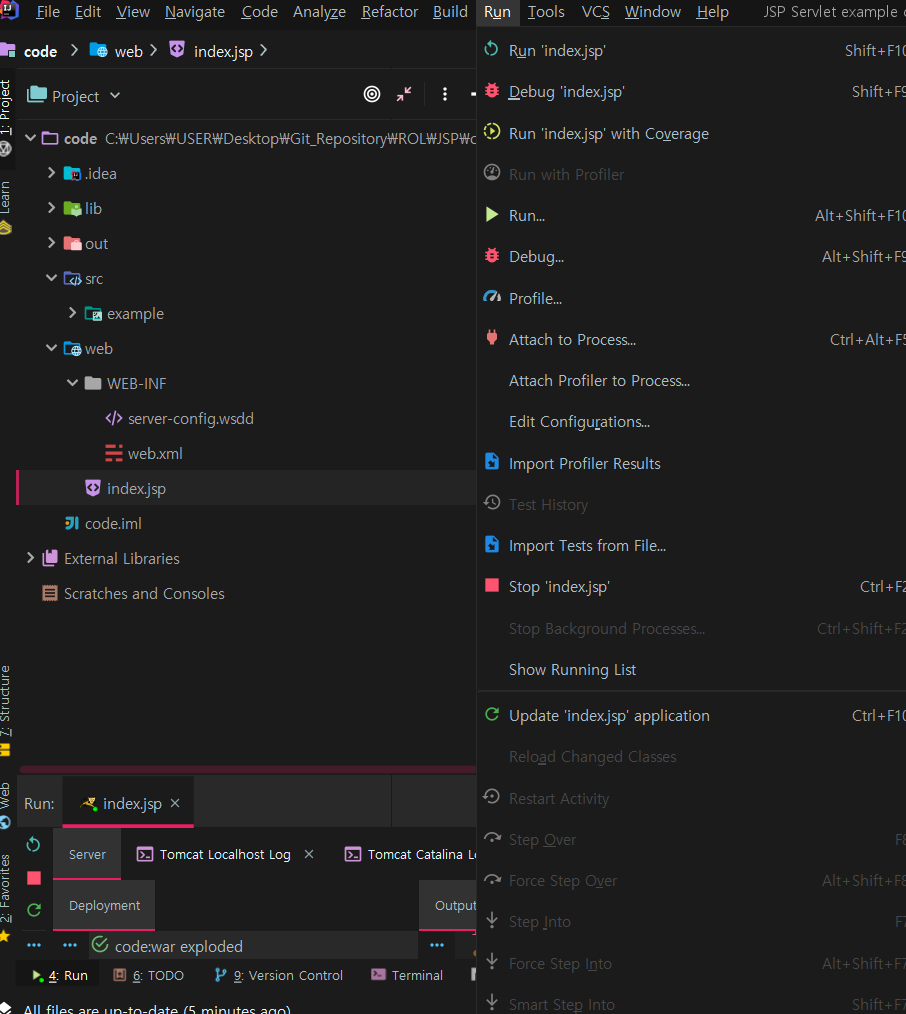 File Edit View Navigate Code Analyze Refactor Build Run Tools VCS Window Help JSP Servlet example
code web index.jsp
1: Project
Learn
7: Structure
Web
2: Favorites
Project
code C:₩Users₩USER₩Desktop₩Git_Repository₩ROL₩JSP₩c
.idea
lib
out
src
example
web
WEB-INF
server-config.wsdd
web.xml
index.jsp
code.iml
External Libraries
Scratches and Consoles
Run 'index.jsp' Shift+F10
Debug 'index.jsp' Shift+F9
Run 'index.jsp' with Coverage
Run with Profiler
Run... Alt+Shift+F10
Debug... Alt+Shift+F9
Profile...
Attach to Process... Ctrl+Alt+F5
Attach Profiler to Process...
Edit Configurations...
Import Profiler Results
Test History
Import Tests from File...
Stop 'index.jsp' Ctrl+F2
Stop Background Processes... Ctrl+Shift+F2
Show Running List
Update 'index.jsp' application Ctrl+F10
Reload Changed Classes
Restart Activity
Step Over F8
Force Step Over Alt+Shift+F8
Step Into F7
Force Step Into Alt+Shift+F7
Smart Step Into Shift+F7
Run: index.jsp
Server Tomcat Localhost Log Tomcat Catalina Lo
Deployment Output
code:war exploded
4: Run 6: TODO 9: Version Control Terminal
All files are up-to-date (5 minutes ago)